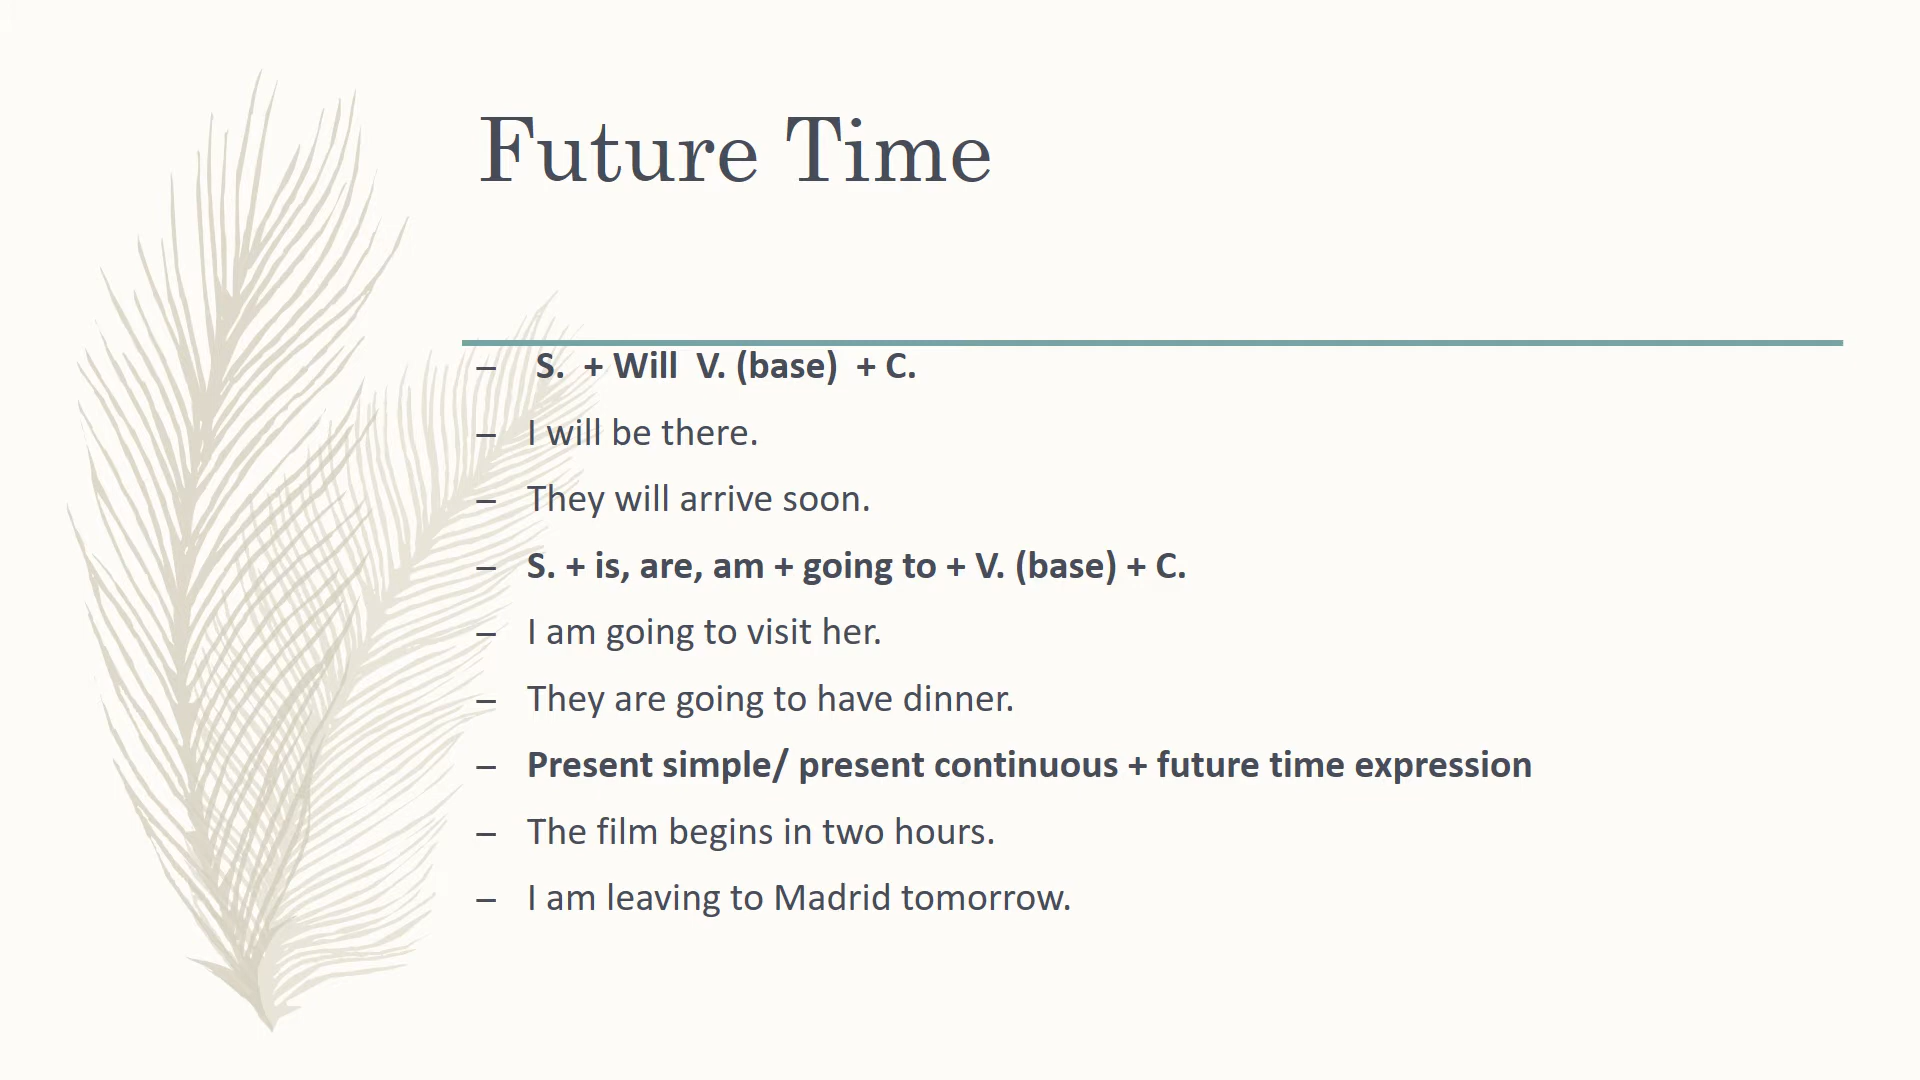 Future Time
– S. + Will V. (base) + C.
– I will be there.
– They will arrive soon.
– S. + is, are, am + going to + V. (base) + C.
– I am going to visit her.
– They are going to have dinner.
– Present simple/ present continuous + future time expression
– The film begins in two hours.
– I am leaving to Madrid tomorrow.